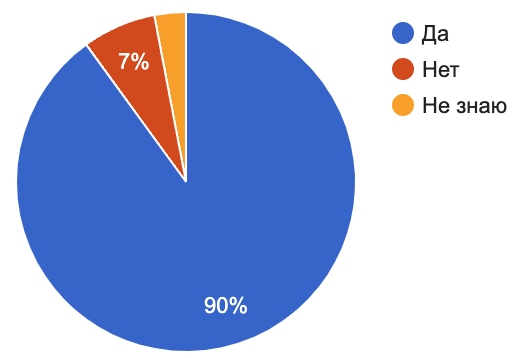 Да
Нет
Не знаю
7%
90%